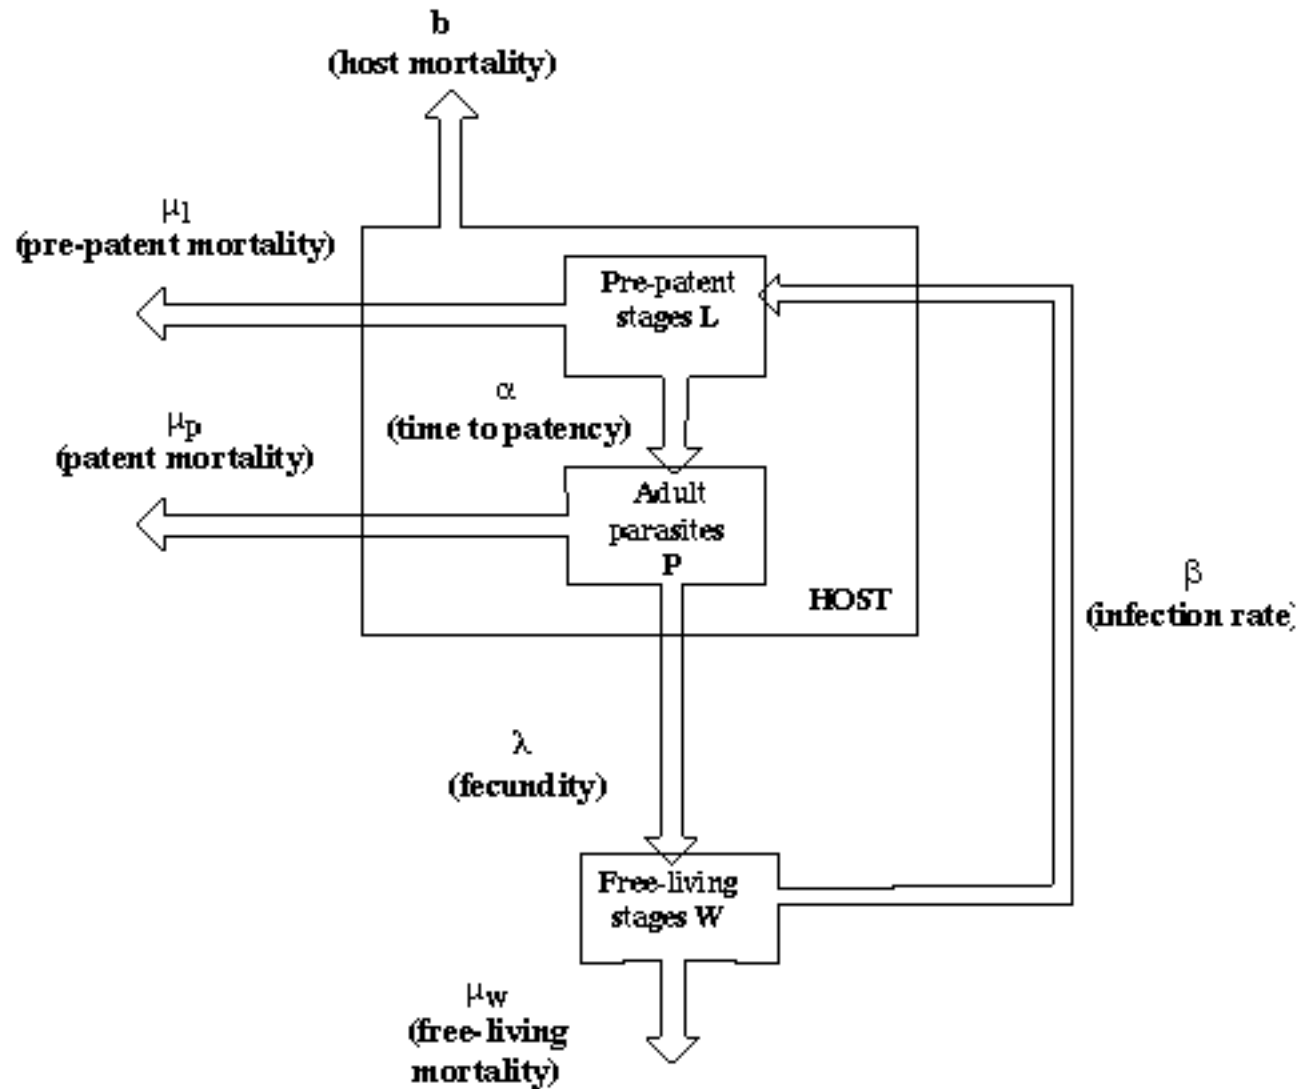 b
(host mortality)
μl
(pre-patent mortality)
Pre-patent
stages L
α
(time to patency)
μp
(patent mortality)
Adult
parasites
P
HOST
β
(infection rate)
λ
(fecundity)
Free-living
stages W
μw
(free-living
mortality)